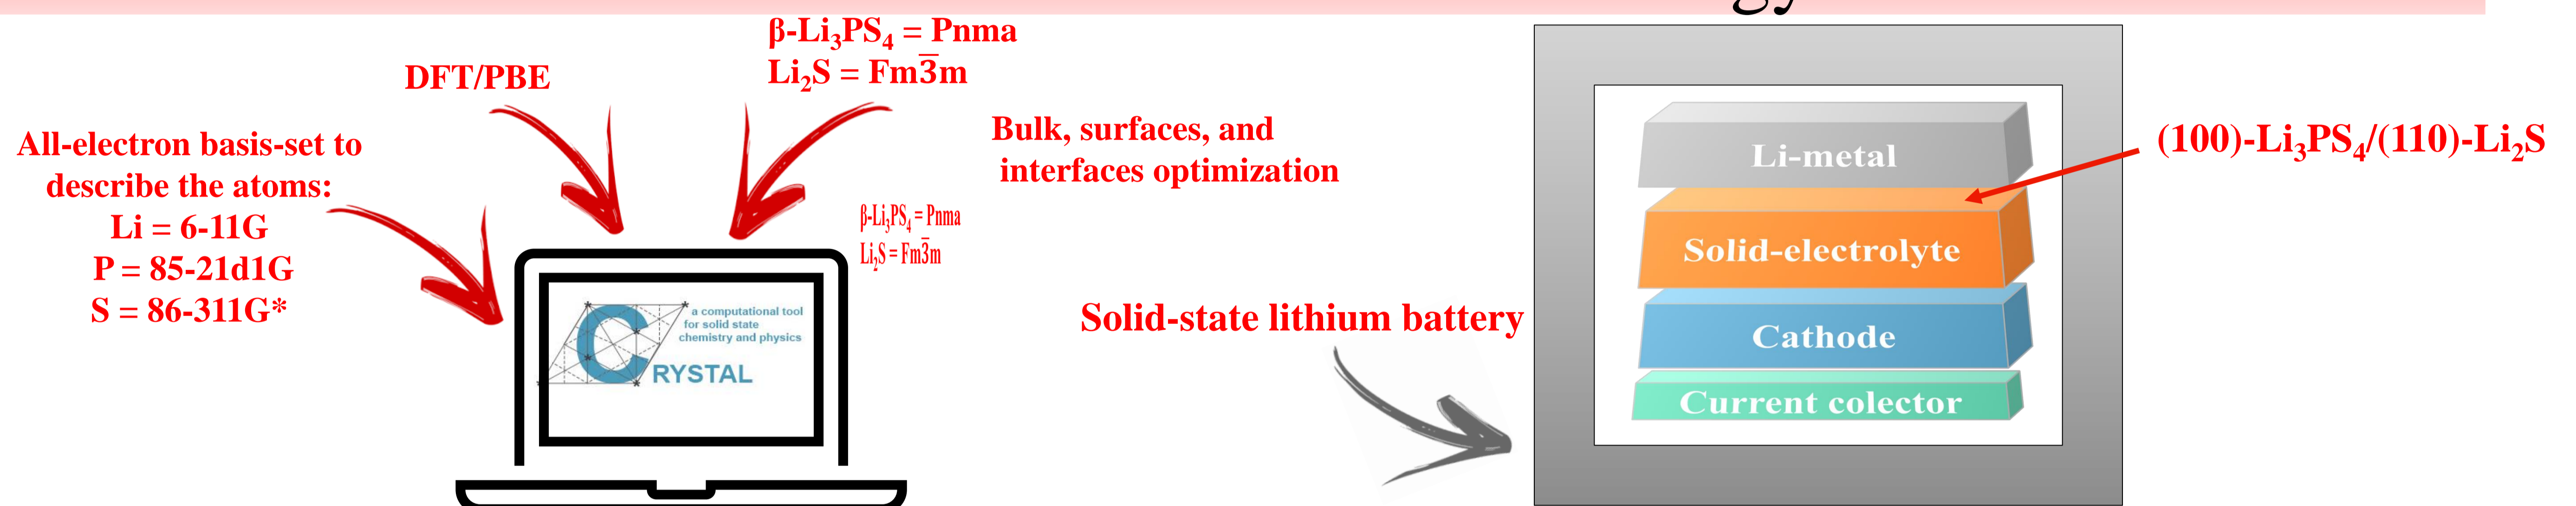 β-Li₃PS₄ = Pnma
Li₂S = Fm3̅m
DFT/PBE
All-electron basis-set to
describe the atoms:
Li = 6-11G
P = 85-21d1G
S = 86-311G*
Bulk, surfaces, and
interfaces optimization
β-Li₃PS₄ = Pnma
Li₂S = Fm3̅m
a computational tool
for solid state
chemistry and physics
CRYSTAL
Solid-state lithium battery
Li-metal
Solid-electrolyte
Cathode
Current colector
(100)-Li₃PS₄/(110)-Li₂S